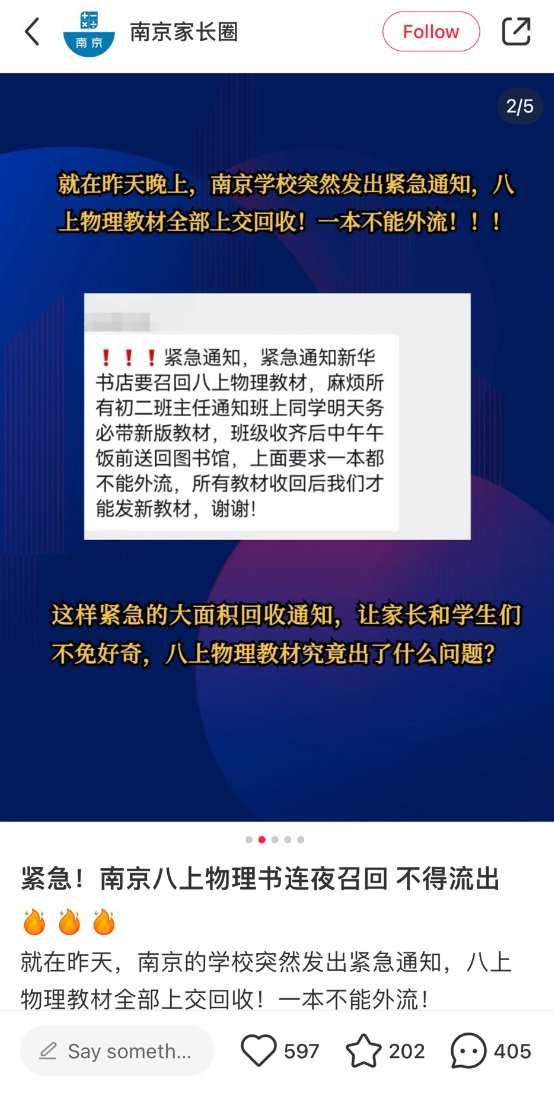 南京
南京家长圈
Follow
2/5
就在昨天晚上，南京学校突然发出紧急通知，八
上物理教材全部上交回收！一本不能外流！！！
❗❗❗紧急通知，紧急通知新华
书店要召回八上物理教材，麻烦所
有初二班主任通知班上同学明天务
必带新版教材，班级收齐后中午午
饭前送回图书馆，上面要求一本都
不能外流，所有教材收回后我们才
能发新教材，谢谢!
这样紧急的大面积回收通知，让家长和学生们
不免好奇，八上物理教材究竟出了什么问题？
紧急！南京八上物理书连夜召回 不得流出
🔥🔥🔥
就在昨天，南京的学校突然发出紧急通知，八上
物理教材全部上交回收！一本不能外流！
Say someth...
597
202
405